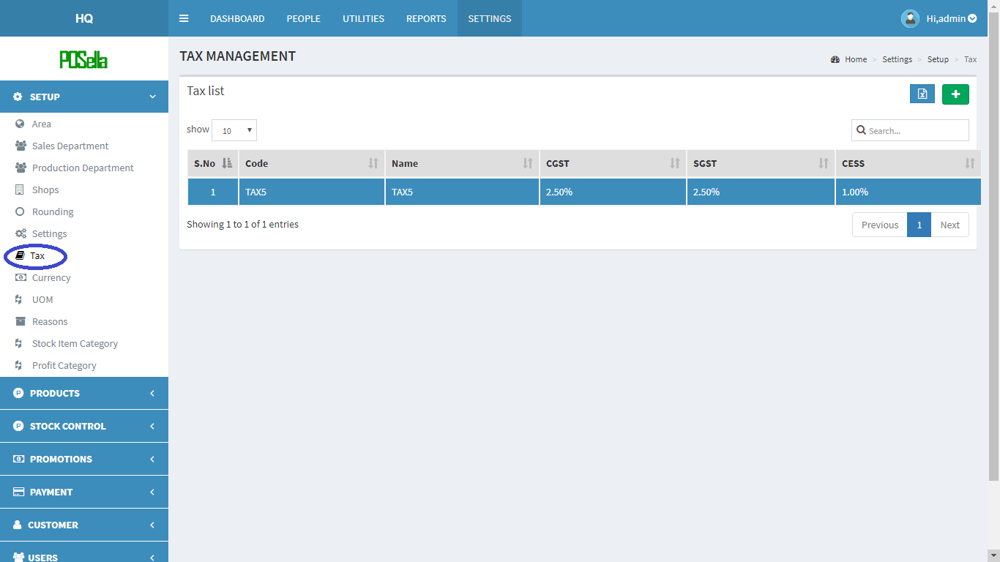 HQ
DASHBOARD PEOPLE UTILITIES REPORTS SETTINGS
Hi,admin
POSella
TAX MANAGEMENT
Home > Settings > Setup > Tax
SETUP
Area
Sales Department
Production Department
Shops
Rounding
Settings
Tax
Currency
UOM
Reasons
Stock Item Category
Profit Category
PRODUCTS
STOCK CONTROL
PROMOTIONS
PAYMENT
CUSTOMER
USERS
Tax list
show 10
Search...
S.No Code Name CGST SGST CESS
1 TAX5 TAX5 2.50% 2.50% 1.00%
Showing 1 to 1 of 1 entries
Previous 1 Next